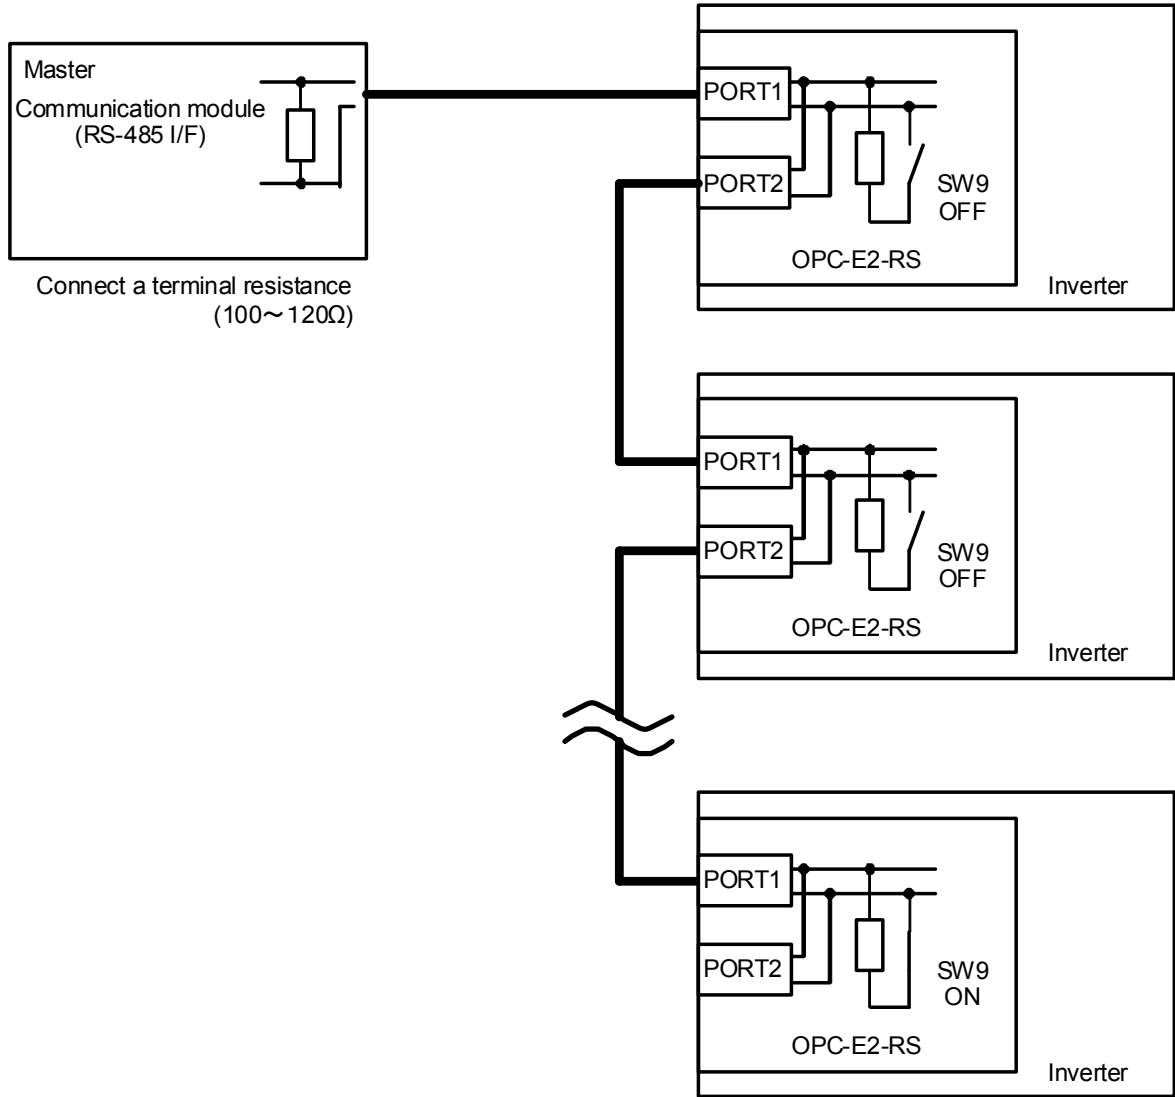 Master
Communication module
(RS-485 I/F)
Connect a terminal resistance
(100～120Ω)
PORT1
PORT2
SW9
OFF
OPC-E2-RS
Inverter
PORT1
PORT2
SW9
OFF
OPC-E2-RS
Inverter
PORT1
PORT2
SW9
ON
OPC-E2-RS
Inverter